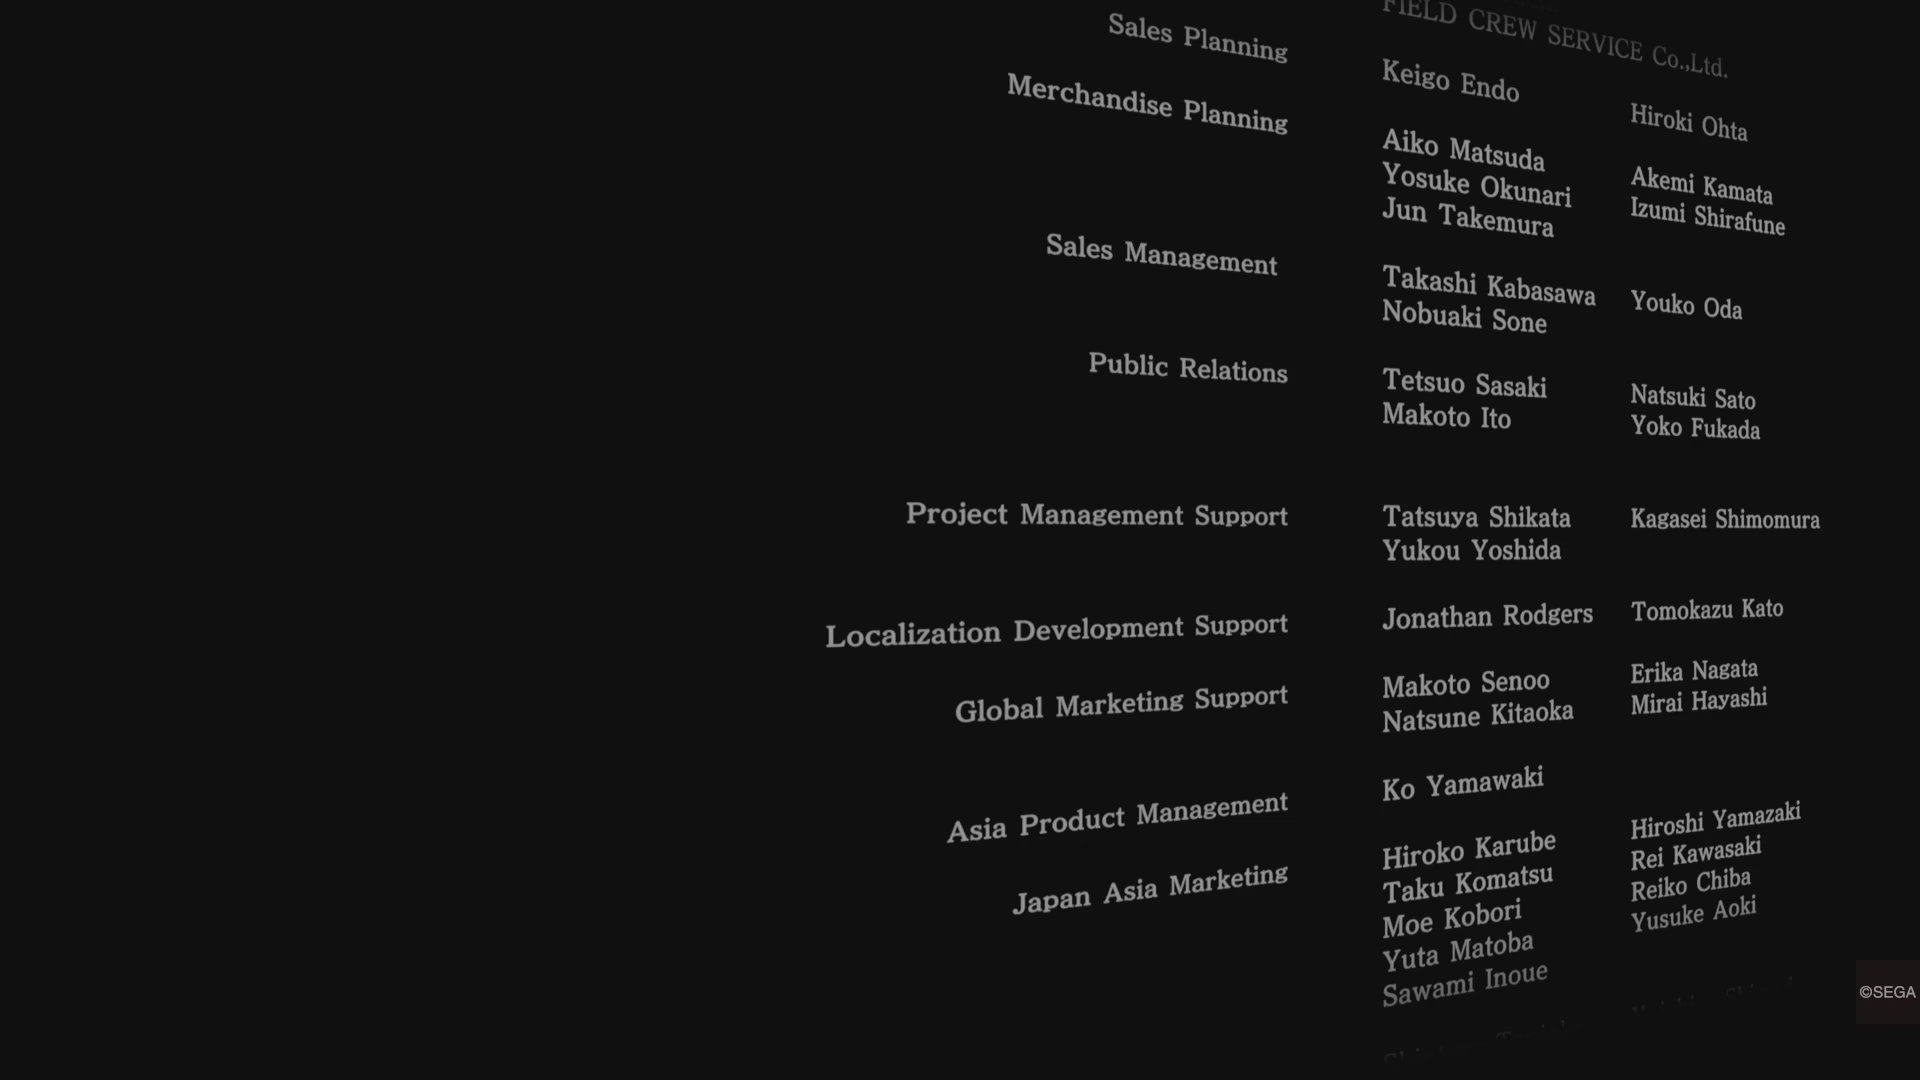 FIELD CREW SERVICE Co.,Ltd.
Sales Planning Keigo Endo Hiroki Ohta
Merchandise Planning Aiko Matsuda Akemi Kamata
Yosuke Okunari Izumi Shirafune
Jun Takemura
Sales Management Takashi Kabasawa Youko Oda
Nobuaki Sone
Public Relations Tetsuo Sasaki Natsuki Sato
Makoto Ito Yoko Fukada
Project Management Support Tatsuya Shikata Kagasei Shimomura
Yukou Yoshida
Localization Development Support Jonathan Rodgers Tomokazu Kato
Global Marketing Support Makoto Senoo Erika Nagata
Natsune Kitaoka Mirai Hayashi
Asia Product Management Ko Yamawaki
Japan Asia Marketing Hiroko Karube Hiroshi Yamazaki
Taku Komatsu Rei Kawasaki
Moe Kobori Reiko Chiba
Yuta Matoba Yusuke Aoki
Sawami Inoue
©SEGA